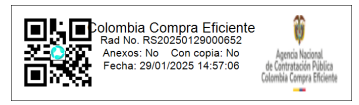 Colombia Compra Eficiente
Rad No. RS20250129000652
Anexos: No Con copia: No
Fecha: 29/01/2025 14:57:06
Agencia Nacional
de Contratación Pública
Colombia Compra Eficiente